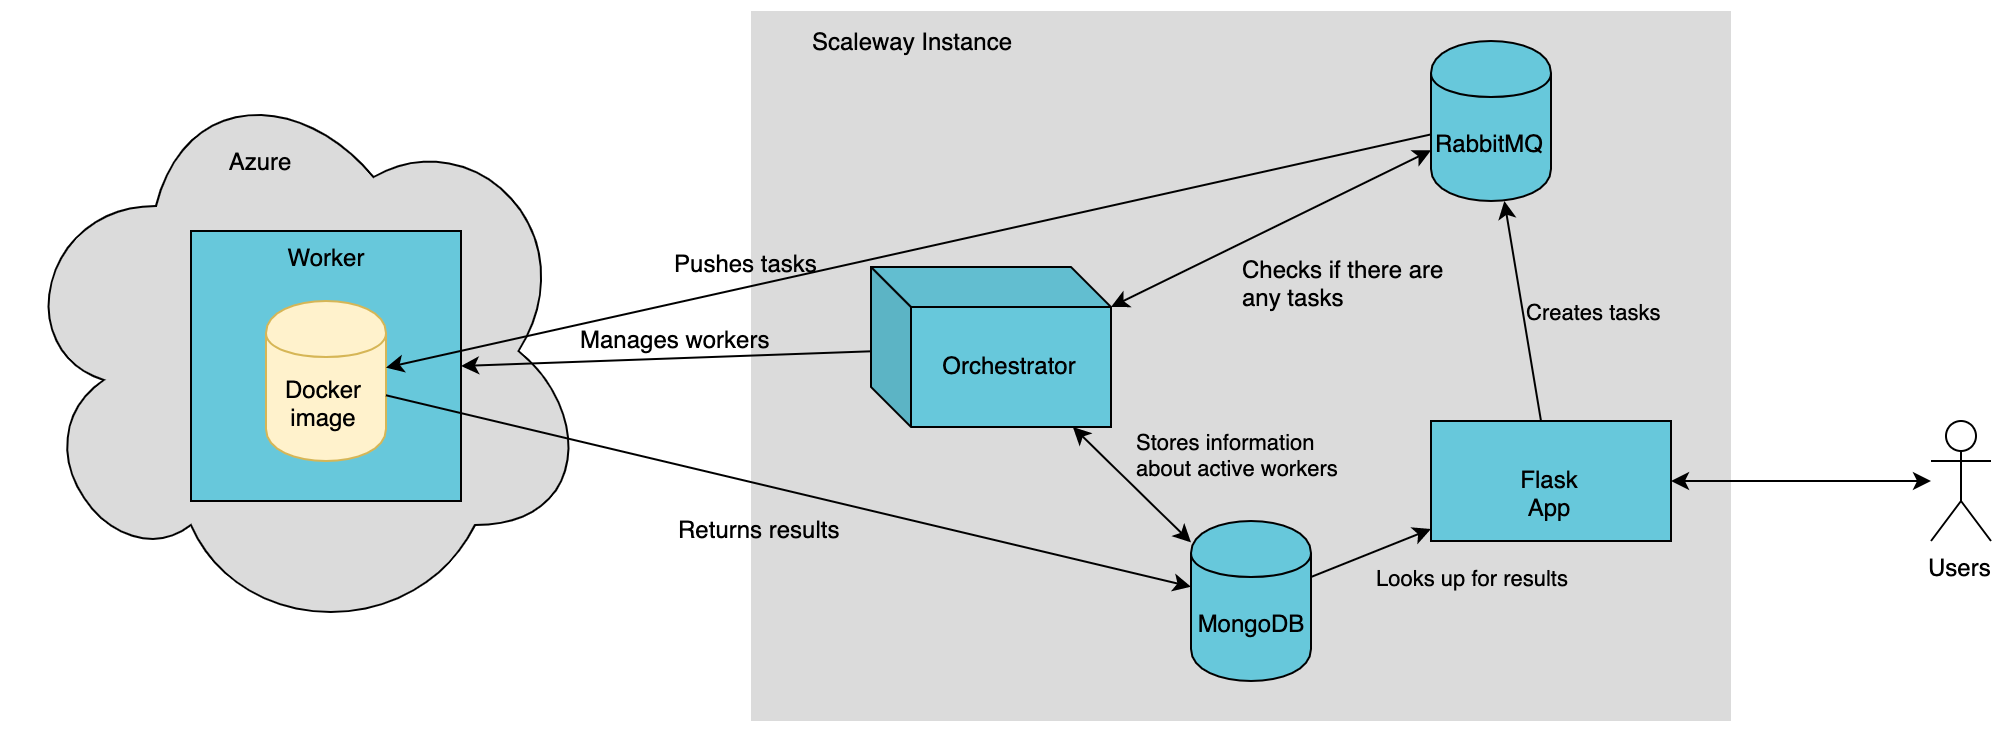 Scaleway Instance
RabbitMQ
Azure
Worker
Docker
image
Pushes tasks
Manages workers
Returns results
Checks if there are
any tasks
Orchestrator
Creates tasks
Stores information
about active workers
Flask
App
MongoDB
Looks up for results
Users